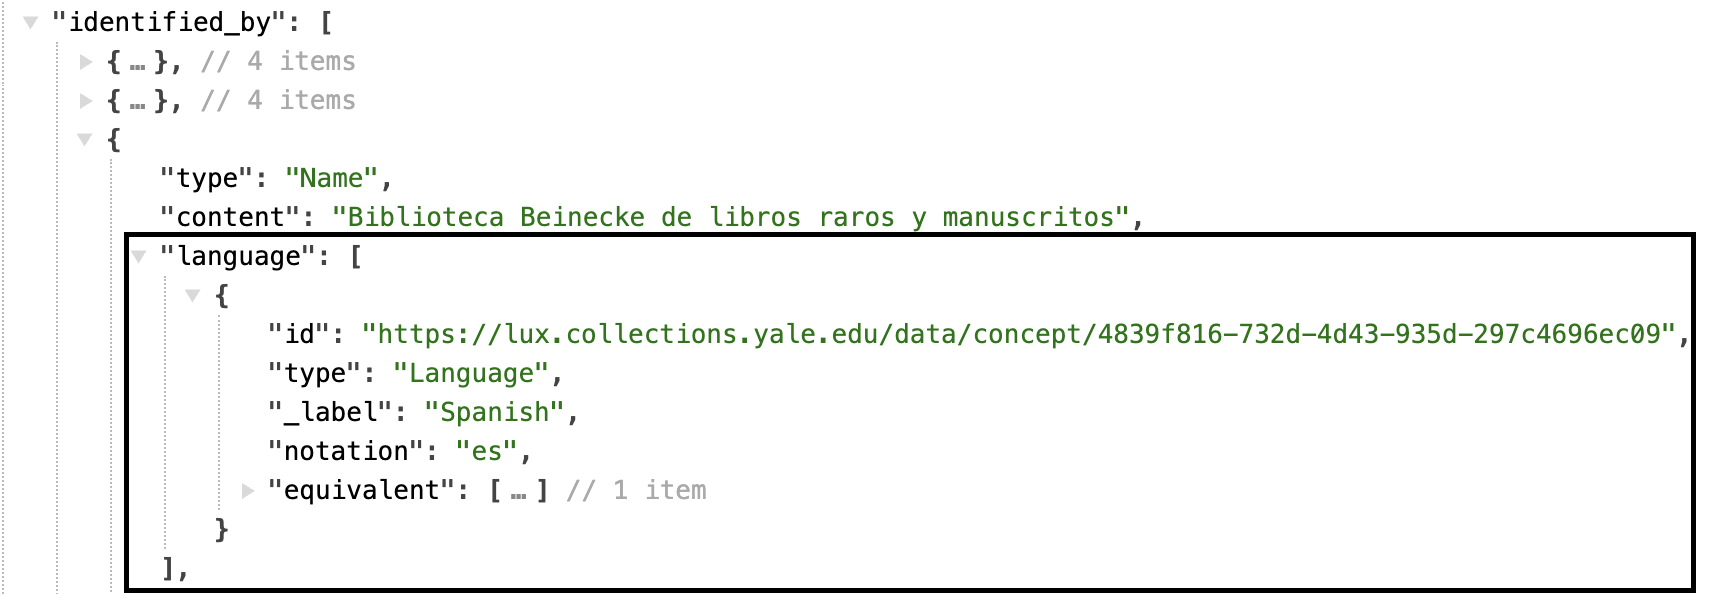 "identified_by": [
{ … }, // 4 items
{ … }, // 4 items
{
"type": "Name",
"content": "Biblioteca Beinecke de libros raros y manuscritos",
"language": [
{
"id": "https://lux.collections.yale.edu/data/concept/4839f816-732d-4d43-935d-297c4696ec09",
"type": "Language",
"_label": "Spanish",
"notation": "es",
"equivalent": [ … ] // 1 item
}
],